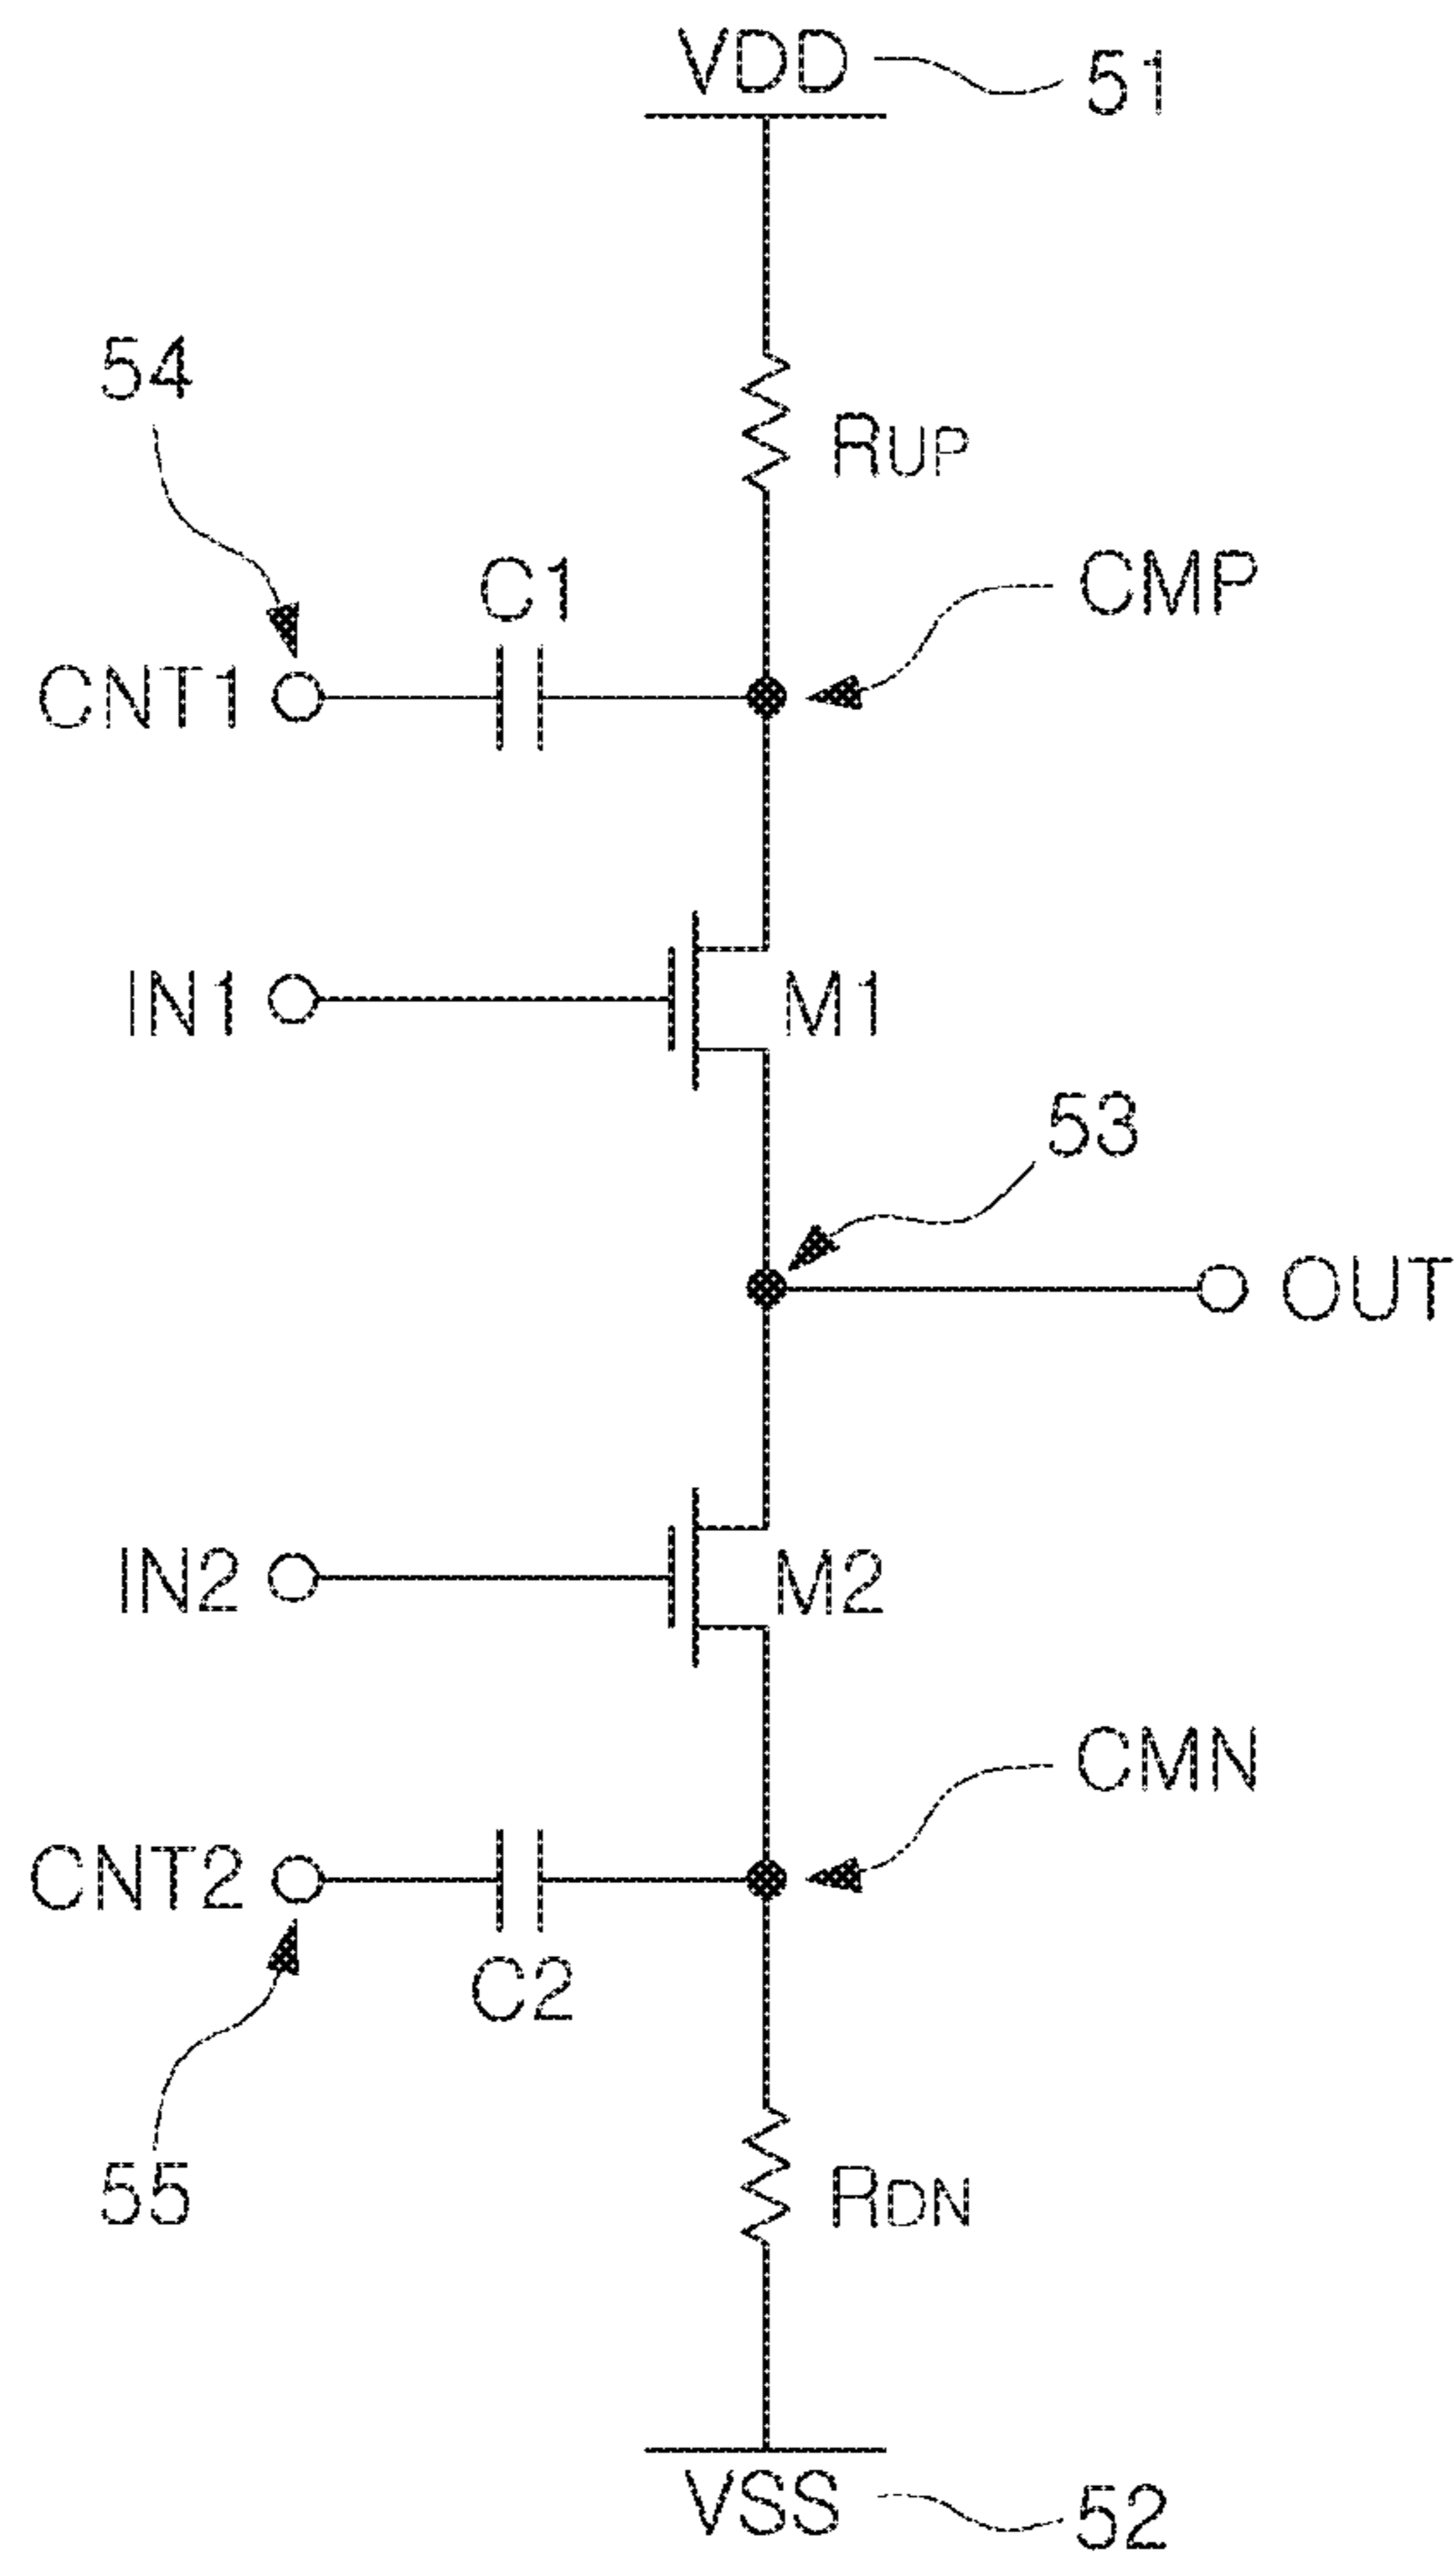 VDD 51
54
RUP
C1 CMP
CNT1
IN1 M1
53
OUT
IN2 M2
CMN
CNT2
C2
55 RDN
VSS 52